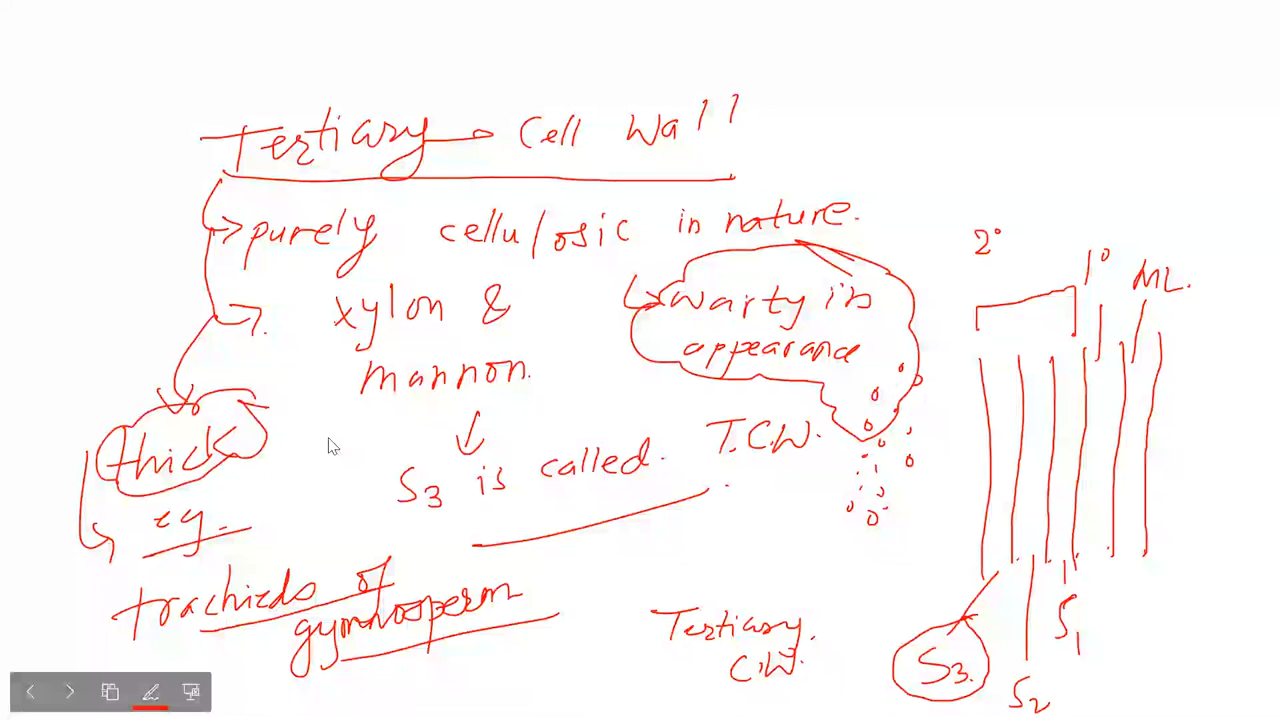 Tertiary Cell Wall
purely cellulosic in nature.
xylon &
mannon.
warty in
appearance
thick
S3 is called. T.C.W.
eg.
trachieds of
gymnosperm
2° 1° ML.
Tertiary.
C.W.
S3.
S2
S1